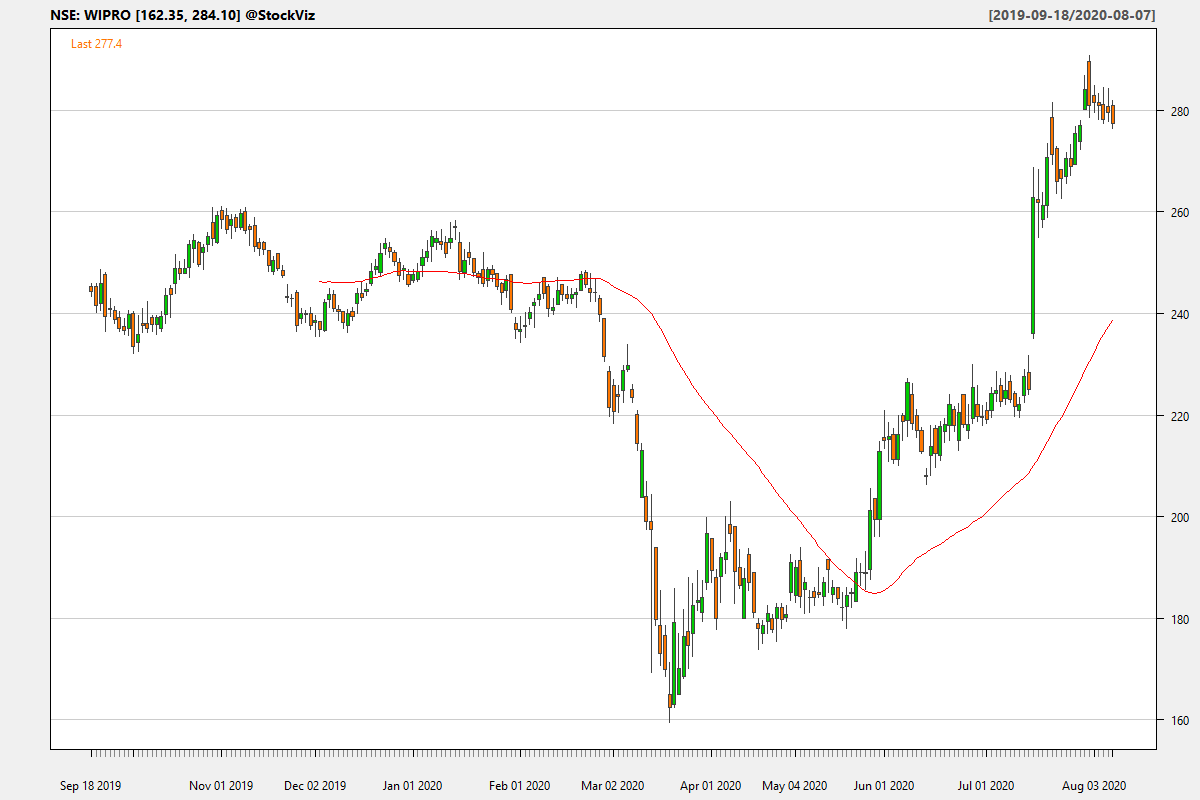 NSE: WIPRO [162.35, 284.10] @StockViz
[2019-09-18/2020-08-07]
Last 277.4
280
260
240
220
200
180
160
Sep 18 2019
Nov 01 2019
Dec 02 2019
Jan 01 2020
Feb 01 2020
Mar 02 2020
Apr 01 2020
May 04 2020
Jun 01 2020
Jul 01 2020
Aug 03 2020